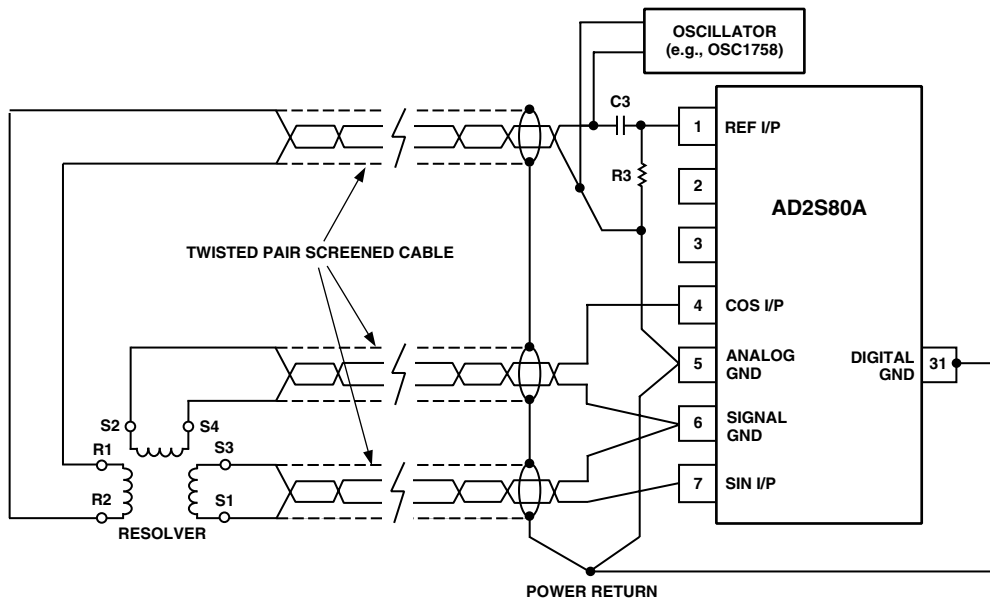 OSCILLATOR
(e.g., OSC1758)
C3
1
REF I/P
R3
2
AD2S80A
3
TWISTED PAIR SCREENED CABLE
4
COS I/P
5
ANALOG
GND
DIGITAL
GND
31
S2
S4
6
SIGNAL
GND
R1
S3
7
SIN I/P
R2
S1
RESOLVER
POWER RETURN